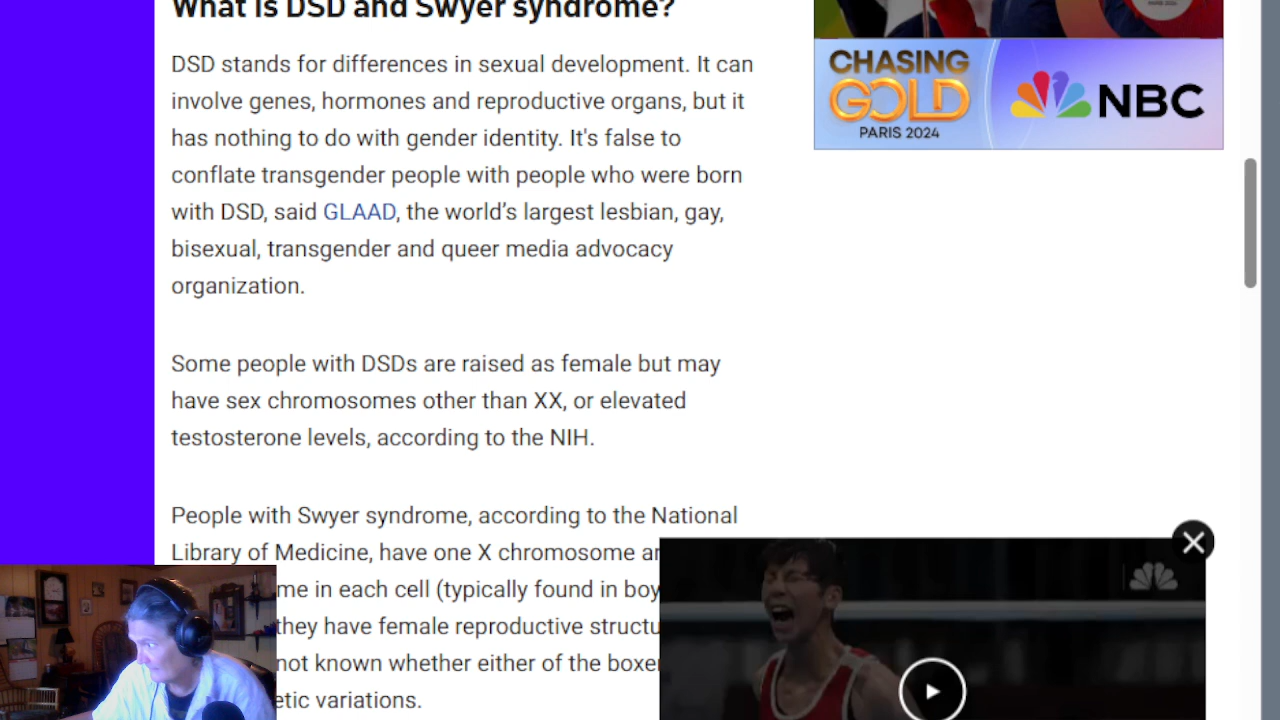 What is DSD and Swyer syndrome?
DSD stands for differences in sexual development. It can
involve genes, hormones and reproductive organs, but it
has nothing to do with gender identity. It's false to
conflate transgender people with people who were born
with DSD, said GLAAD, the world’s largest lesbian, gay,
bisexual, transgender and queer media advocacy
organization.
Some people with DSDs are raised as female but may
have sex chromosomes other than XX, or elevated
testosterone levels, according to the NIH.
People with Swyer syndrome, according to the National
Library of Medicine, have one X chromosome
me in each cell (typically found in boy
they have female reproductive structu
not known whether either of the boxe
etic variations.
CHASING
GOLD
PARIS 2024
NBC